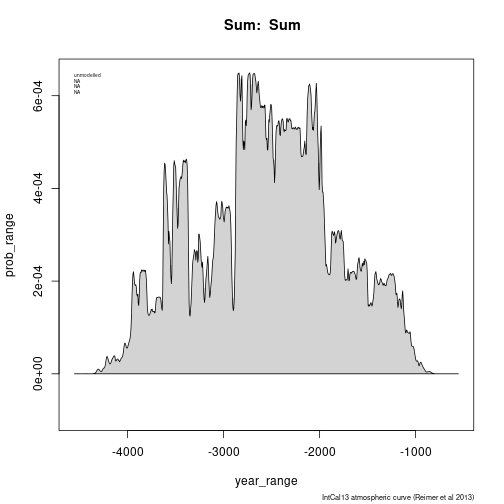 Sum:  Sum
unmodelled
NA
NA
NA
prob_range
0e+00
2e-04
4e-04
6e-04
-4000
-3000
-2000
-1000
year_range
IntCal13 atmospheric curve (Reimer et al 2013)